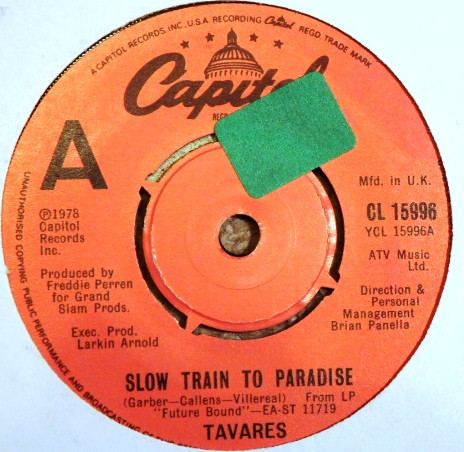 A CAPITOL RECORDS INC., U.S.A RECORDING Capitol REGD TRADE MARK
Capitol
REGD
A
Mfd. in U.K.
CL 15996
YCL 15996A
ATV Music
Ltd.
Direction &
Personal
Management
Brian Panella
℗1978
Capitol
Records
Inc.
Produced by
Freddie Perren
for Grand
Slam Prods.
Exec. Prod.
Larkin Arnold
UNAUTHORISED COPYING PUBLIC PERFORMANCE AND BROADCASTING OF
SLOW TRAIN TO PARADISE
(Garber—Callens—Villereal) From LP
"Future Bound"—EA-ST 11719
TAVARES